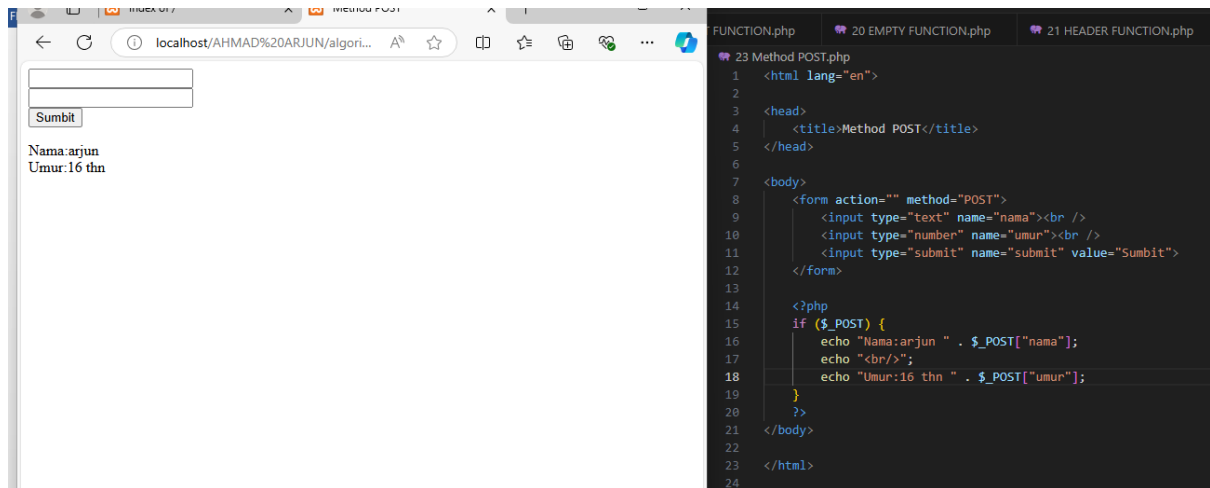 Index of /
Method POST
localhost/AHMAD%20ARJUN/algori...
Sumbit
Nama:arjun
Umur:16 thn
FUNCTION.php
20 EMPTY FUNCTION.php
21 HEADER FUNCTION.php
23 Method POST.php
1 <html lang="en">
2
3 <head>
4 <title>Method POST</title>
5 </head>
6
7 <body>
8 <form action="" method="POST">
9 <input type="text" name="nama"><br />
10 <input type="number" name="umur"><br />
11 <input type="submit" name="submit" value="Sumbit">
12 </form>
13
14 <?php
15 if ($_POST) {
16 echo "Nama:arjun " . $_POST["nama"];
17 echo "<br/>";
18 echo "Umur:16 thn " . $_POST["umur"];
19 }
20 ?>
21 </body>
22
23 </html>
24